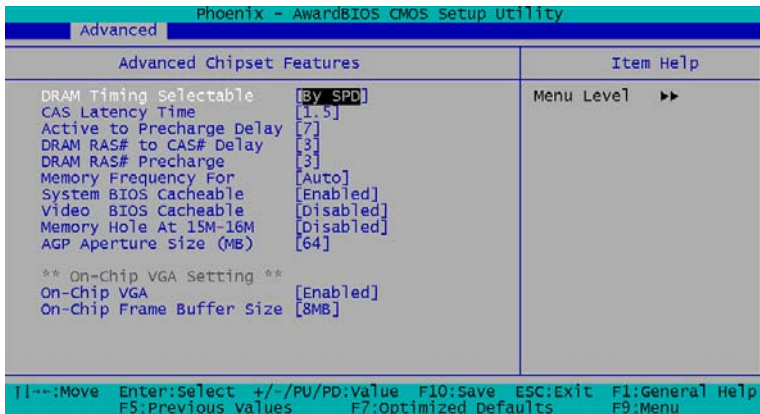 Phoenix - AwardBIOS CMOS Setup Utility
Advanced
Advanced Chipset Features
Item Help
DRAM Timing Selectable [By SPD]
Menu Level ▸▸
CAS Latency Time [1.5]
Active to Precharge Delay [7]
DRAM RAS# to CAS# Delay [3]
DRAM RAS# Precharge [3]
Memory Frequency For [Auto]
System BIOS Cacheable [Enabled]
Video BIOS Cacheable [Disabled]
Memory Hole At 15M-16M [Disabled]
AGP Aperture Size (MB) [64]
** On-Chip VGA Setting **
On-Chip VGA [Enabled]
On-Chip Frame Buffer Size [8MB]
↑↓→←:Move Enter:Select +/-/PU/PD:Value F10:Save ESC:Exit F1:General Help
F5:Previous Values F7:Optimized Defaults F9:Menu